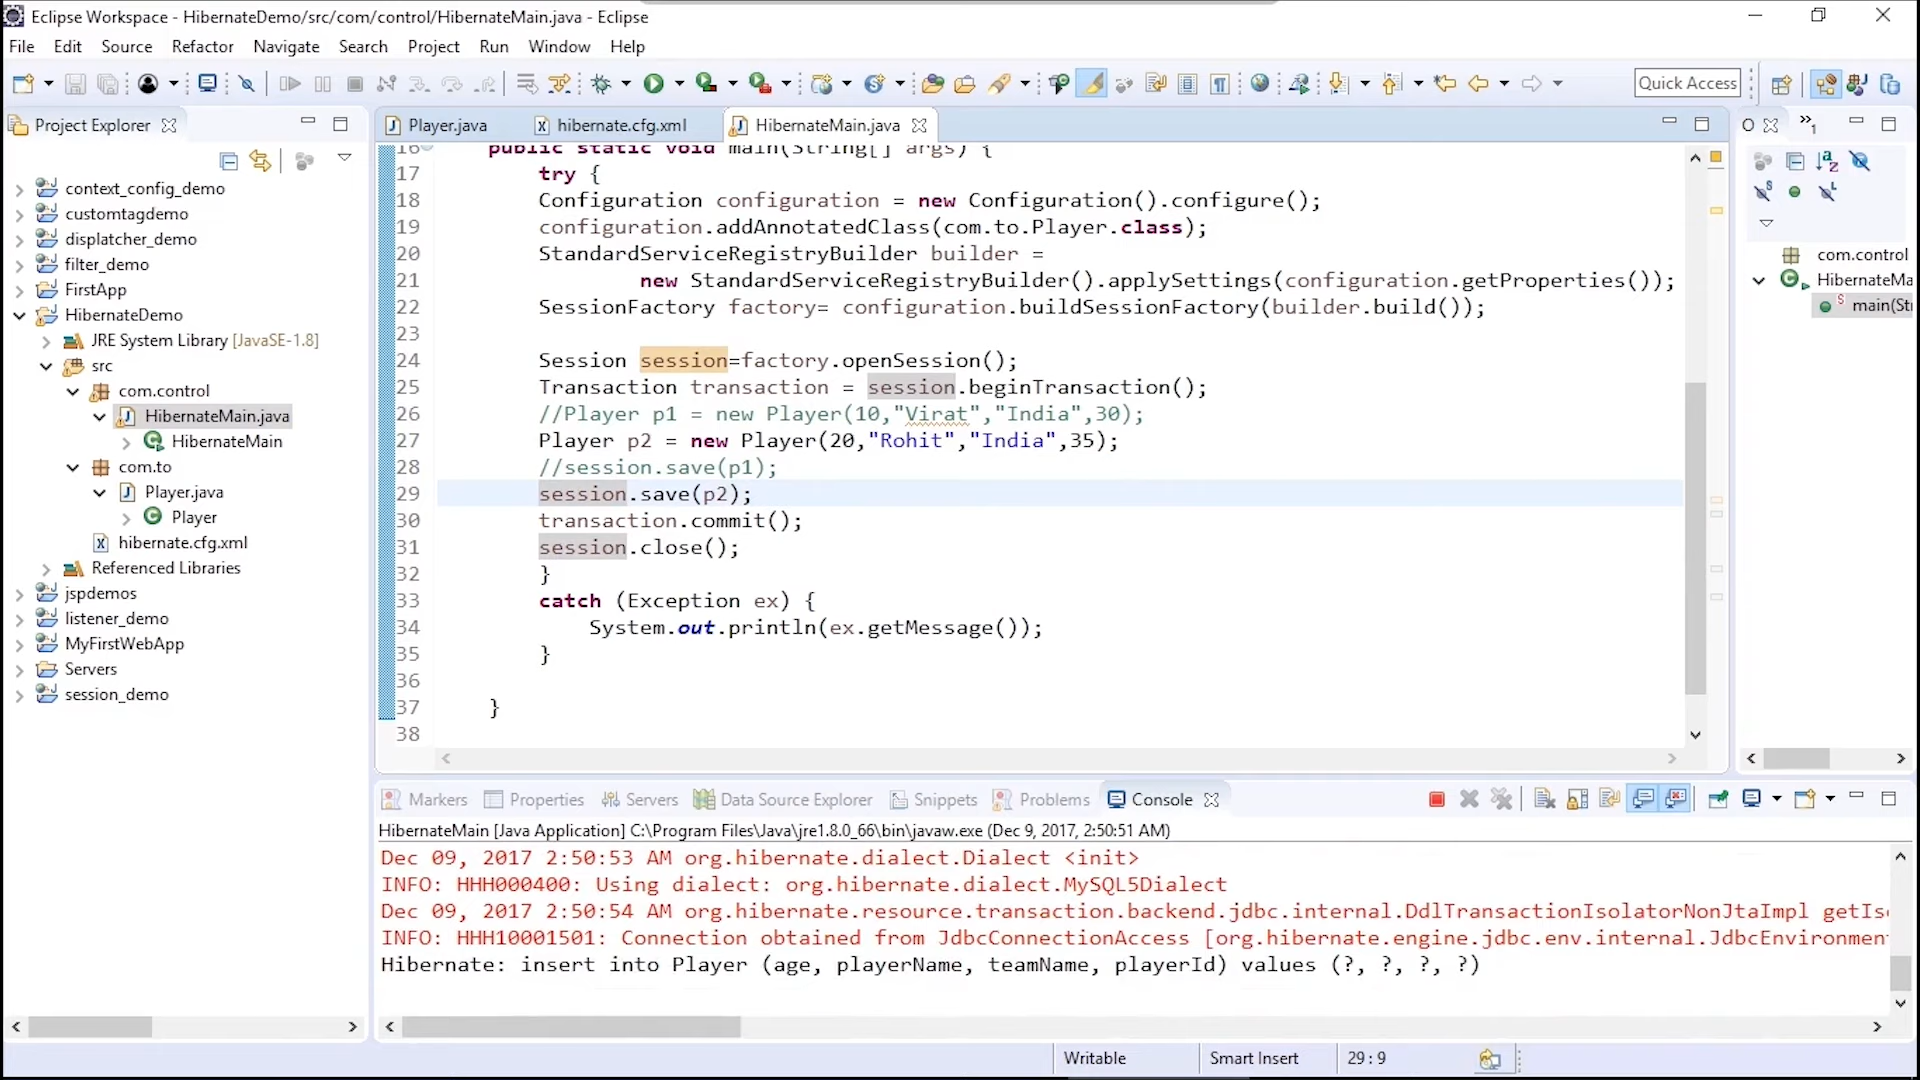 Eclipse Workspace - HibernateDemo/src/com/control/HibernateMain.java - Eclipse
File Edit Source Refactor Navigate Search Project Run Window Help
Quick Access
Project Explorer
context_config_demo
customtagdemo
displatcher_demo
filter_demo
FirstApp
HibernateDemo
JRE System Library [JavaSE-1.8]
src
com.control
HibernateMain.java
HibernateMain
com.to
Player.java
Player
hibernate.cfg.xml
Referenced Libraries
jspdemos
listener_demo
MyFirstWebApp
Servers
session_demo
Player.java hibernate.cfg.xml HibernateMain.java
16 public static void main(String[] args) {
17 try {
18 Configuration configuration = new Configuration().configure();
19 configuration.addAnnotatedClass(com.to.Player.class);
20 StandardServiceRegistryBuilder builder =
21 new StandardServiceRegistryBuilder().applySettings(configuration.getProperties());
22 SessionFactory factory= configuration.buildSessionFactory(builder.build());
23
24 Session session=factory.openSession();
25 Transaction transaction = session.beginTransaction();
26 //Player p1 = new Player(10,"Virat","India",30);
27 Player p2 = new Player(20,"Rohit","India",35);
28 //session.save(p1);
29 session.save(p2);
30 transaction.commit();
31 session.close();
32 }
33 catch (Exception ex) {
34 System.out.println(ex.getMessage());
35 }
36
37 }
38
O
com.control
HibernateMa
main(Str
Markers Properties Servers Data Source Explorer Snippets Problems Console
HibernateMain [Java Application] C:\Program Files\Java\jre1.8.0_66\bin\javaw.exe (Dec 9, 2017, 2:50:51 AM)
Dec 09, 2017 2:50:53 AM org.hibernate.dialect.Dialect <init>
INFO: HHH000400: Using dialect: org.hibernate.dialect.MySQL5Dialect
Dec 09, 2017 2:50:54 AM org.hibernate.resource.transaction.backend.jdbc.internal.DdlTransactionIsolatorNonJtaImpl getIs
INFO: HHH10001501: Connection obtained from JdbcConnectionAccess [org.hibernate.engine.jdbc.env.internal.JdbcEnvironmen
Hibernate: insert into Player (age, playerName, teamName, playerId) values (?, ?, ?, ?)
Writable Smart Insert 29 : 9